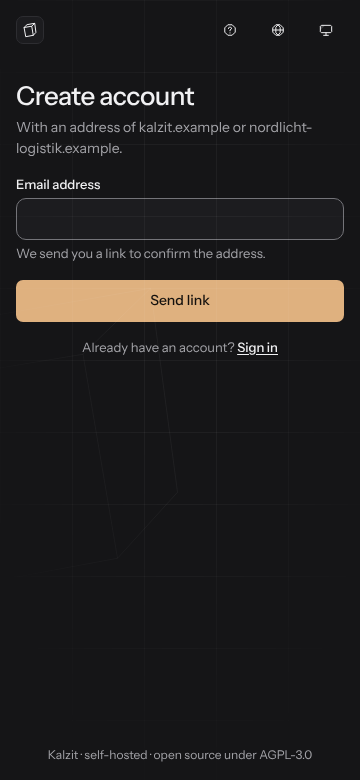 Create account
With an address of kalzit.example or nordlicht-
logistik.example.
Email address
We send you a link to confirm the address.
Send link
Already have an account? Sign in
Kalzit · self-hosted · open source under AGPL-3.0